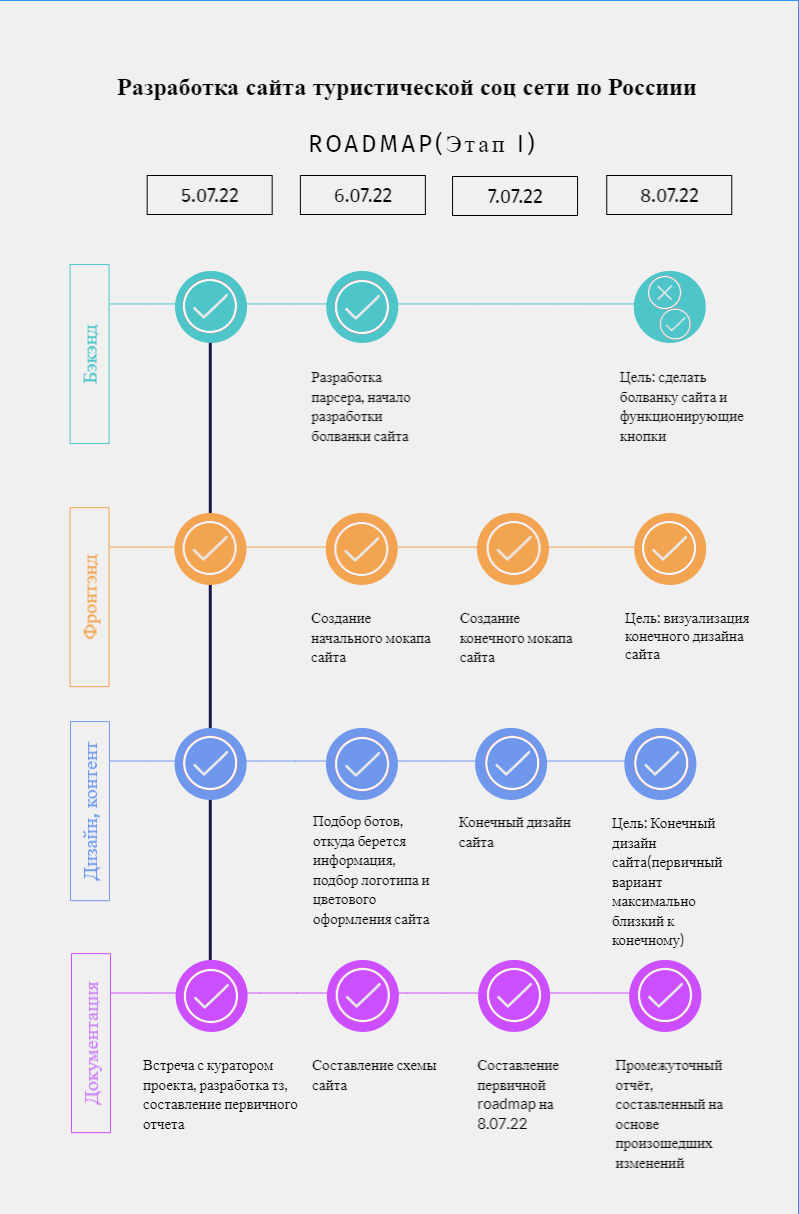 Разработка сайта туристической соц сети по Росиии
ROADMAP(Этап I)
5.07.22
6.07.22
7.07.22
8.07.22
Бэкэнд
Разработка
парсера, начало
разработки
болванки сайта
Цель: сделать
болванку сайта и
функционирующие
кнопки
Фронтэнд
Создание
начального мокапа
сайта
Создание
конечного мокапа
сайта
Цель: визуализация
конечного дизайна
сайта
Дизайн, контент
Подбор ботов,
откуда берется
информация,
подбор логотипа и
цветового
оформления сайта
Конечный дизайн
сайта
Цель: Конечный
дизайн
сайта(первичный
вариант
максимально
близкий к
конечному)
Документация
Встреча с куратором
проекта, разработка тз,
составление первичного
отчета
Составление схемы
сайта
Составление
первичной
roadmap на
8.07.22
Промежуточный
отчёт,
составленный на
основе
произошедших
изменений